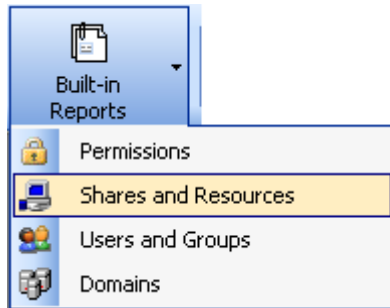 Built-in
Reports
Permissions
Shares and Resources
Users and Groups
Domains